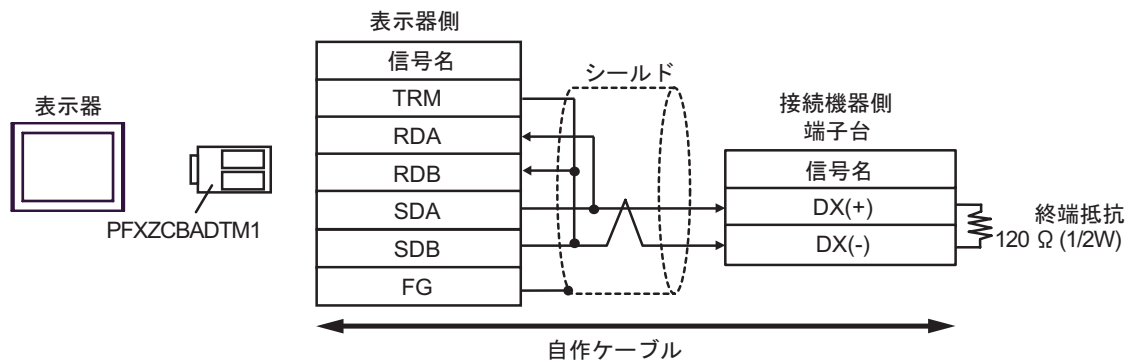 表示器
PFXZCBADTM1
表示器側
信号名
TRM
RDA
RDB
SDA
SDB
FG
シールド
接続機器側
端子台
信号名
DX(+)
DX(-)
終端抵抗
120 Ω (1/2W)
自作ケーブル